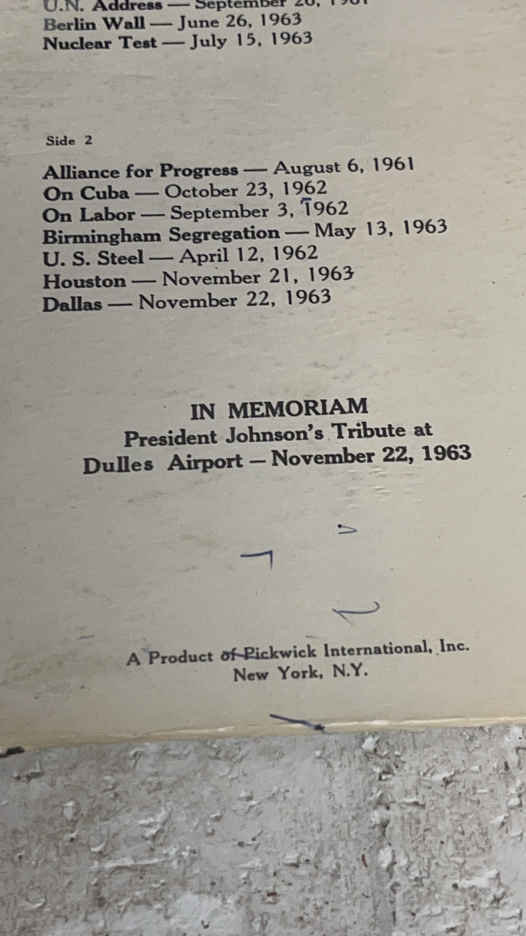 U.N. Address — September 26, 1961
Berlin Wall — June 26, 1963
Nuclear Test — July 15, 1963
Side 2
Alliance for Progress — August 6, 1961
On Cuba — October 23, 1962
On Labor — September 3, 1962
Birmingham Segregation — May 13, 1963
U. S. Steel — April 12, 1962
Houston — November 21, 1963
Dallas — November 22, 1963
IN MEMORIAM
President Johnson's Tribute at
Dulles Airport — November 22, 1963
A Product of Pickwick International, Inc.
New York, N.Y.